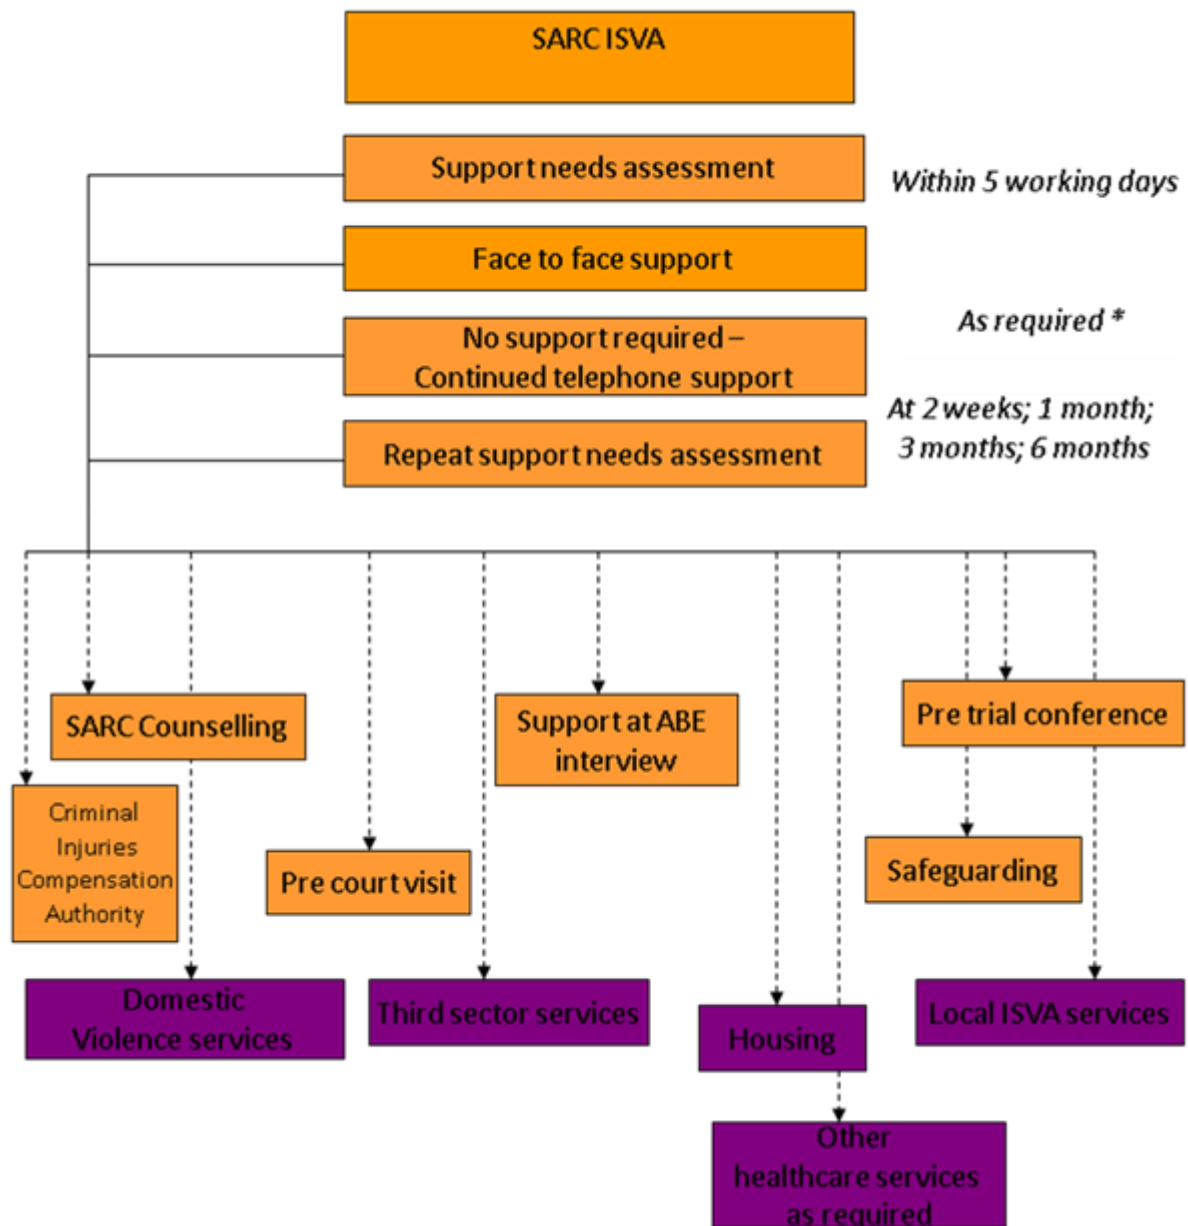 SARC ISVA
Support needs assessment
Within 5 working days
Face to face support
As required *
No support required –
Continued telephone support
At 2 weeks; 1 month;
3 months; 6 months
Repeat support needs assessment
SARC Counselling
Support at ABE
interview
Pre trial conference
Criminal
Injuries
Compensation
Authority
Pre court visit
Safeguarding
Domestic
Violence services
Third sector services
Housing
Local ISVA services
Other
healthcare services
as required